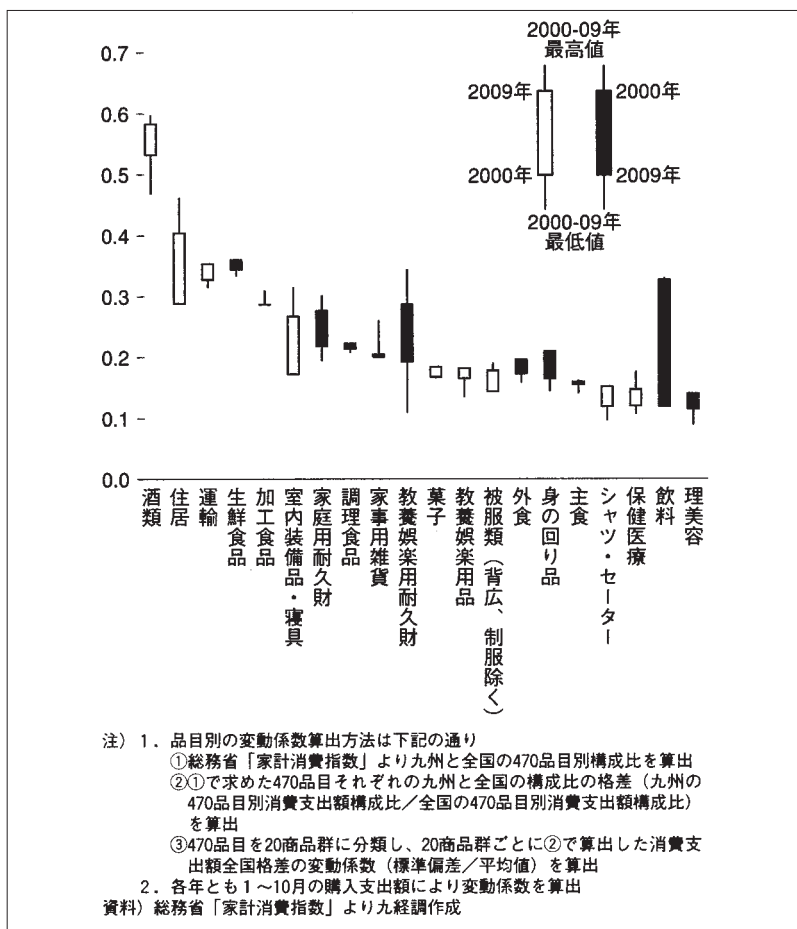 2000-09年
最高値
2009年
2000年
2000年
2009年
2000-09年
最低値
0.7
0.6
0.5
0.4
0.3
0.2
0.1
0.0
酒類
住居
運輸
生鮮食品
加工食品
室内装備品・寝具
家庭用耐久財
調理食品
家事用雑貨
教養娯楽用耐久財
菓子
教養娯楽用品
被服類（背広、制服除く）
外食
身の回り品
主食
シャツ・セーター
保健医療
飲料
理美容
注）１．品目別の変動係数算出方法は下記の通り
①総務省「家計消費指数」より九州と全国の470品目別構成比を算出
②①で求めた470品目それぞれの九州と全国の構成比の格差（九州の
470品目別消費支出額構成比／全国の470品目別消費支出額構成比）
を算出
③470品目を20商品群に分類し、20商品群ごとに②で算出した消費支
出額全国格差の変動係数（標準偏差／平均値）を算出
２．各年とも１～10月の購入支出額により変動係数を算出
資料）総務省「家計消費指数」より九経調作成